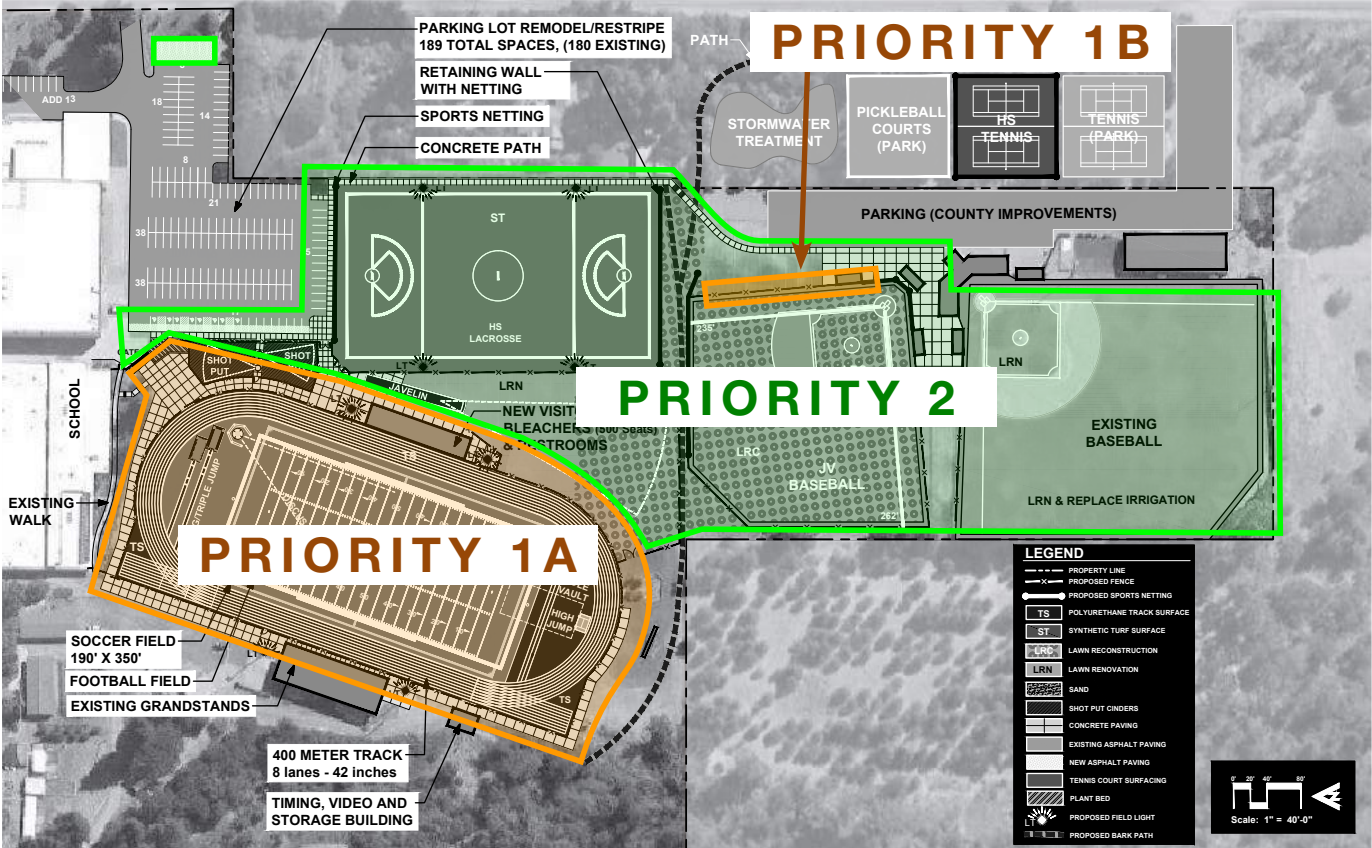 PARKING LOT REMODEL/RESTRIPE
189 TOTAL SPACES, (180 EXISTING)
RETAINING WALL
WITH NETTING
SPORTS NETTING
CONCRETE PATH
PATH
PRIORITY 1B
ADD 13
18
14
8
21
38
38
STORMWATER
TREATMENT
PICKLEBALL
COURTS
(PARK)
HS
TENNIS
TENNIS
(PARK)
PARKING (COUNTY IMPROVEMENTS)
ST
HS
LACROSSE
LT
LRN
235'
LRN
SHOT
PUT
SHOT
JAVELIN
PRIORITY 2
BLEACHERS (500 Seats)
EXISTING
BASEBALL
LRC
JV
BASEBALL
262'
LRN & REPLACE IRRIGATION
SCHOOL
EXISTING
WALK
TS
TRIPLE JUMP
DISCUS
TS
PRIORITY 1A
VAULT
HIGH
JUMP
TS
SOCCER FIELD
190' X 350'
FOOTBALL FIELD
EXISTING GRANDSTANDS
400 METER TRACK
8 lanes - 42 inches
TIMING, VIDEO AND
STORAGE BUILDING
LEGEND
PROPERTY LINE
PROPOSED FENCE
PROPOSED SPORTS NETTING
TS POLYURETHANE TRACK SURFACE
ST SYNTHETIC TURF SURFACE
LRC LAWN RECONSTRUCTION
LRN LAWN RENOVATION
SAND
SHOT PUT CINDERS
CONCRETE PAVING
EXISTING ASPHALT PAVING
NEW ASPHALT PAVING
TENNIS COURT SURFACING
PLANT BED
LT PROPOSED FIELD LIGHT
PROPOSED BARK PATH
0' 20' 40' 80'
Scale: 1" = 40'-0"